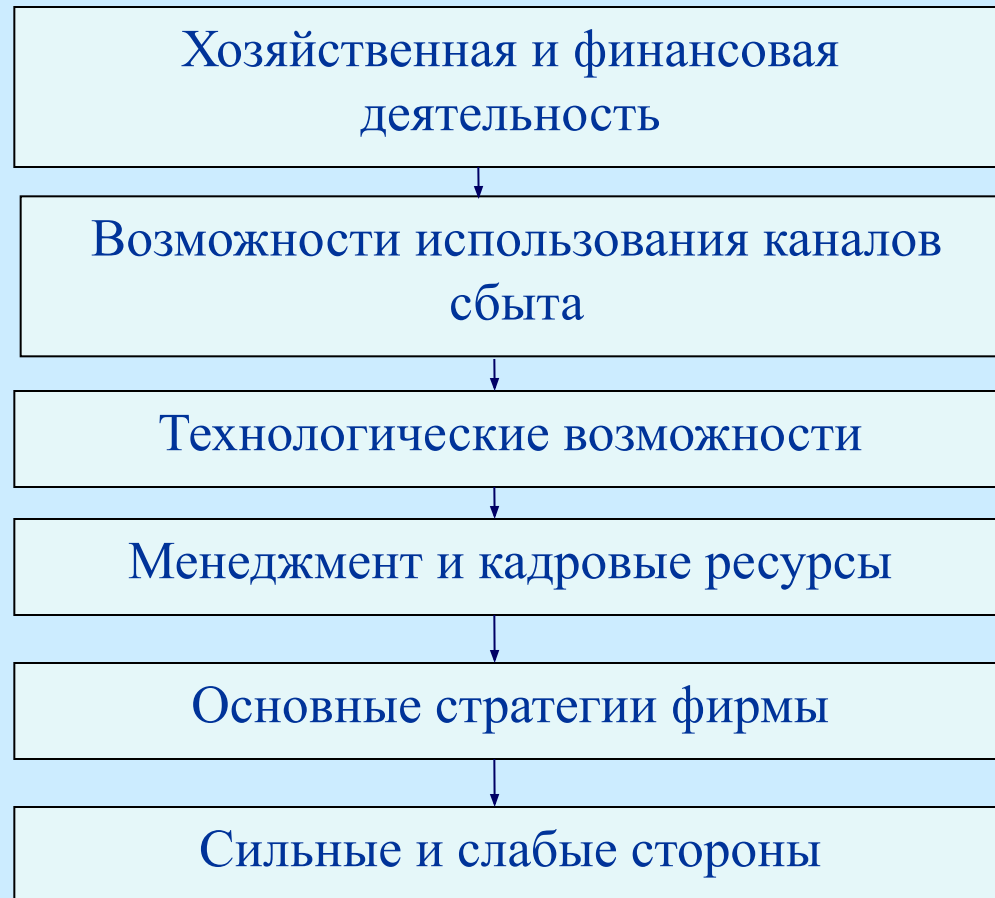 Хозяйственная и финансовая
деятельность
Возможности использования каналов
сбыта
Технологические возможности
Менеджмент и кадровые ресурсы
Основные стратегии фирмы
Сильные и слабые стороны